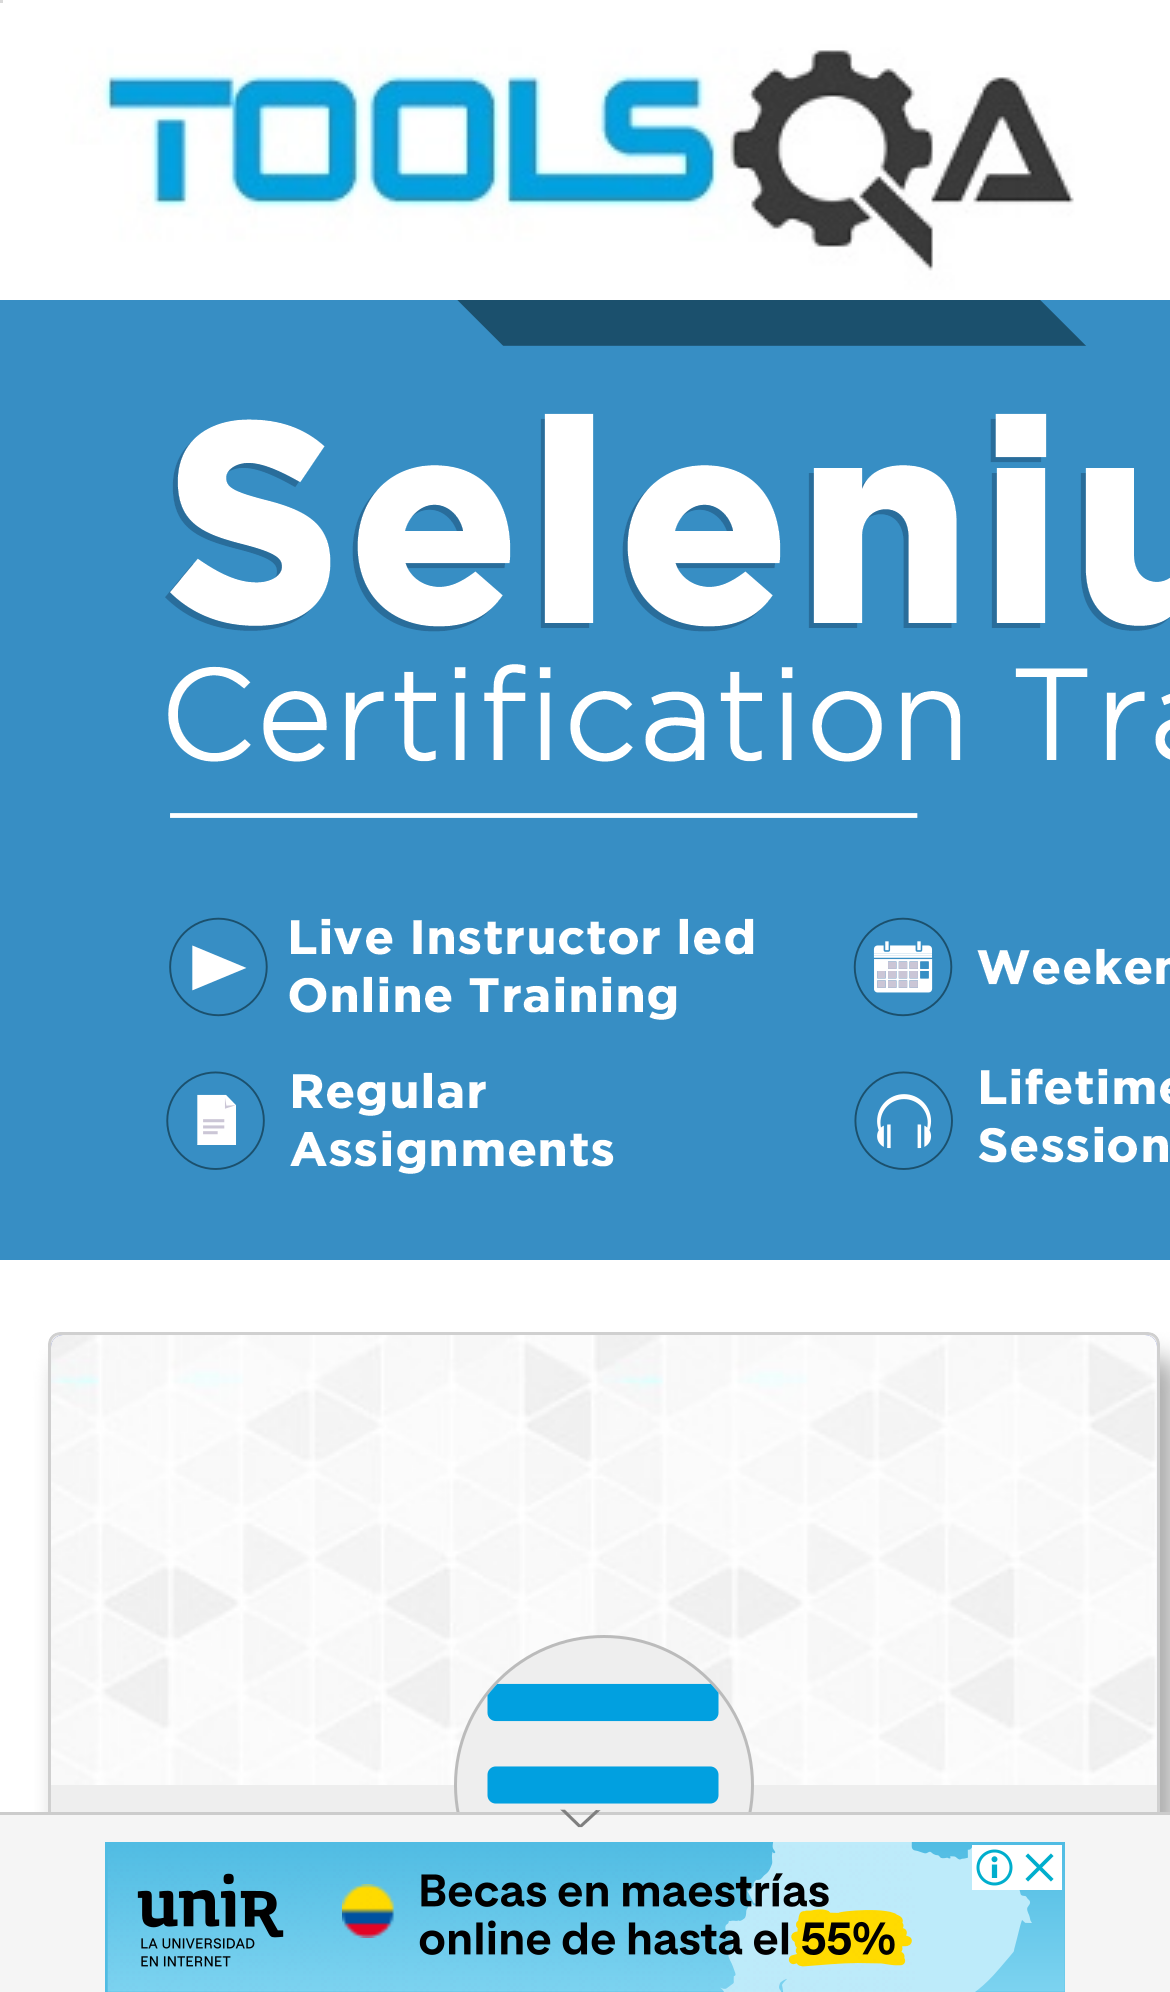 TOOLSQA
Seleniu
Certification Tra
Live Instructor led
Online Training
Weeken
Regular
Assignments
Lifetime
Session
unir
LA UNIVERSIDAD
EN INTERNET
Becas en maestrías
online de hasta el 55%